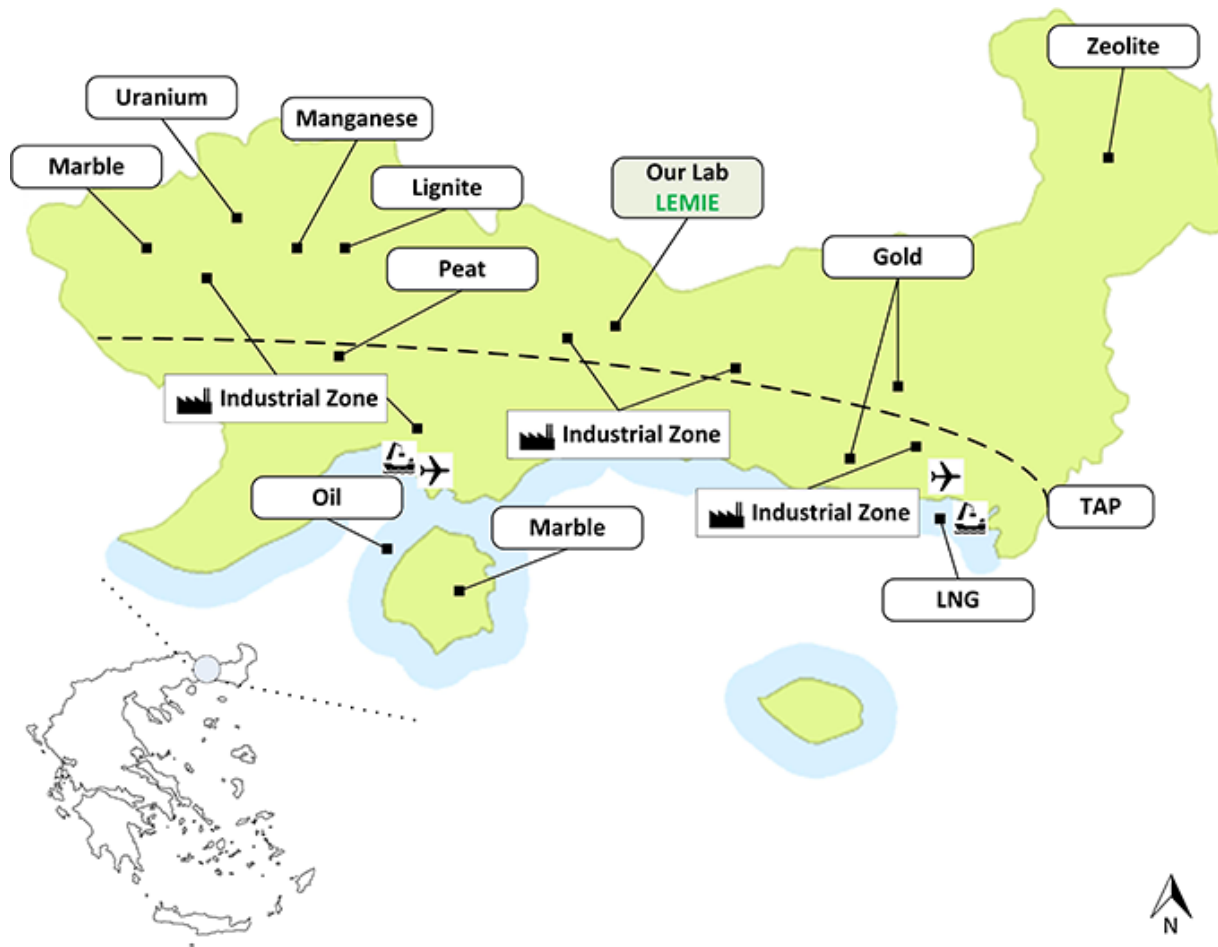 Zeolite
Uranium
Manganese
Marble
Lignite
Our Lab
LEMIE
Peat
Gold
Industrial Zone
Industrial Zone
Oil
Marble
Industrial Zone
TAP
LNG
N